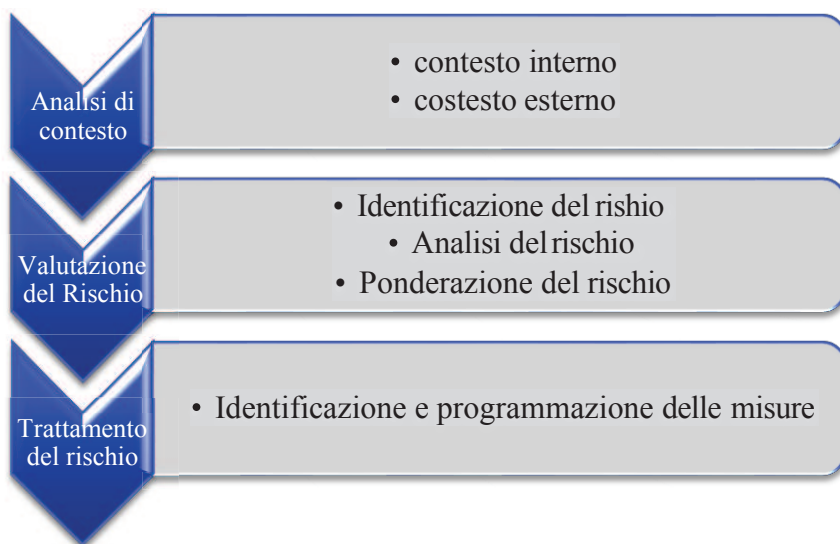 Analisi di
contesto
• contesto interno
• costesto esterno
Valutazione
del Rischio
• Identificazione del rishio
• Analisi del rischio
• Ponderazione del rischio
Trattamento
del rischio
• Identificazione e programmazione delle misure